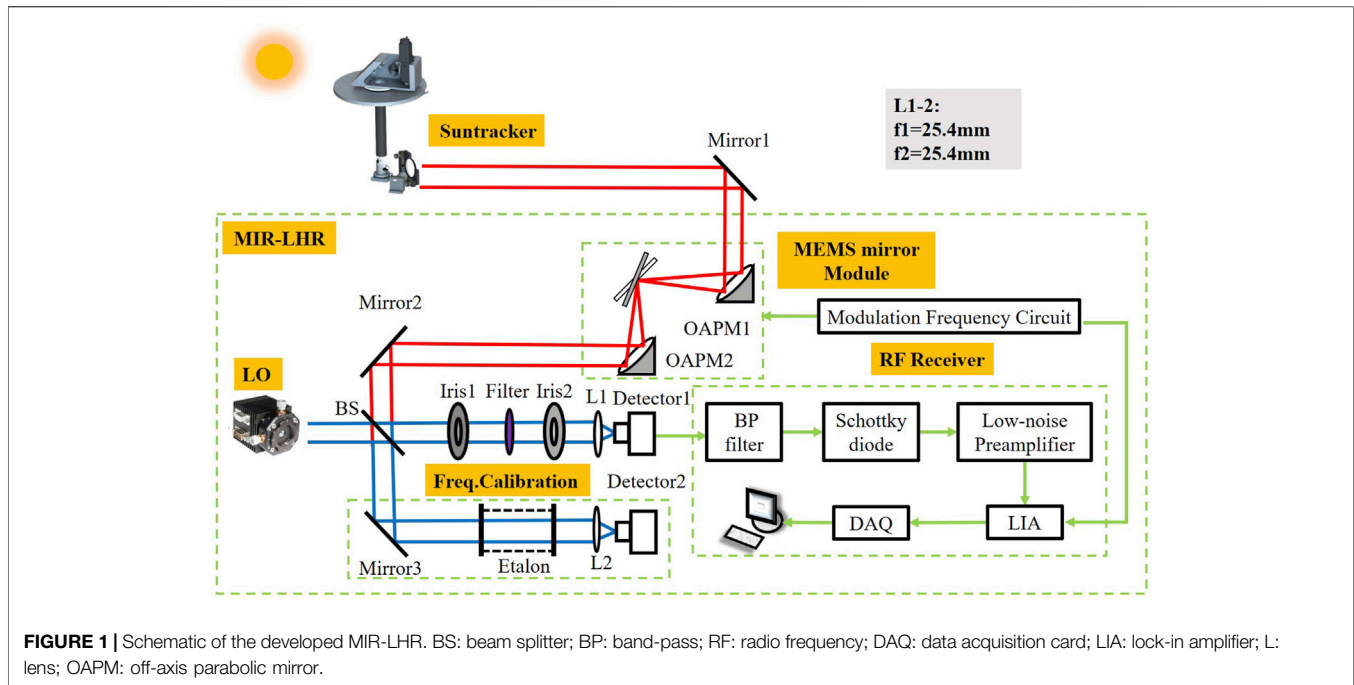 Suntracker
Mirror1
L1-2:
f1=25.4mm
f2=25.4mm
MIR-LHR
MEMS mirror
Module
Mirror2
OAPM1
OAPM2
Modulation Frequency Circuit
RF Receiver
LO
BS
Iris1
Filter
Iris2
L1
Detector1
BP
filter
Schottky
diode
Low-noise
Preamplifier
Freq.Calibration
Detector2
DAQ
LIA
Mirror3
Etalon
L2
FIGURE 1 | Schematic of the developed MIR-LHR. BS: beam splitter; BP: band-pass; RF: radio frequency; DAQ: data acquisition card; LIA: lock-in amplifier; L:
lens; OAPM: off-axis parabolic mirror.